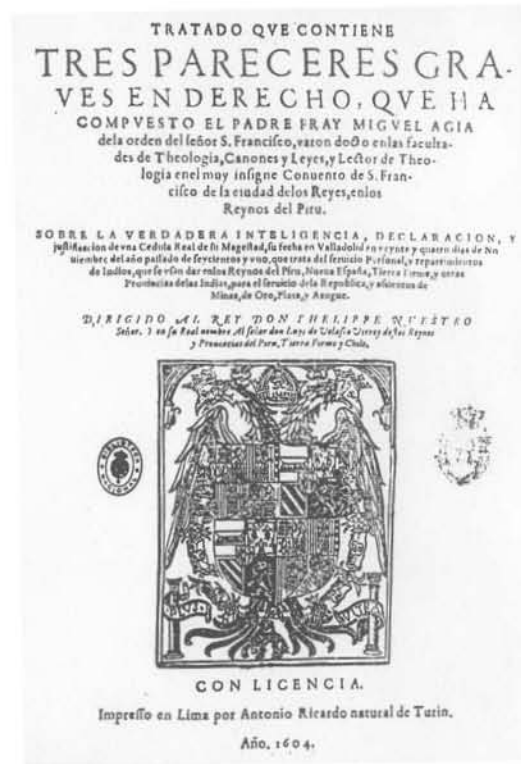 TRATADO QVE CONTIENE
TRES PARECERES GRA-
VES EN DERECHO, QVE HA
COMPVESTO EL PADRE FRAY MIGVEL AGIA
dela orden del señor S. Francisco, varon docto en las faculta-
des de Theologia, Canones y Leyes, y Lector de Theo-
logia enel muy insigne Conuento de S. Fran-
cisco de la ciudad delos Reyes, enlos
Reynos del Piru.
SOBRE LA VERDADERA INTELIGENCIA, DECLARACION, Y
justificacion de vna Cedula Real de su Magestad, su fecha en Valladolid en veynte y quatro dias de No
uiembre del año passado de seyscientos y vno, que trata del seruicio Personal, y repartimientos
de Indios, que se vsan dar enlos Reynos del Piru, Nueua España, Tierra Firme, y otras
Prouincias delas Indias, para el seruicio dela Republica, y assientos de
Minas, de Oro, Plata, y Azogue.
DIRIGIDO AL REY DON PHELIPPE NVESTRO
Señor. Y en su Real nombre Al señor don Luys de Velasco Virrey destos Reynos
y Prouincias del Peru, Tierra Firme y Chile.
CON LICENCIA.
Impresso en Lima por Antonio Ricardo natural de Turin.
Año. 1604.